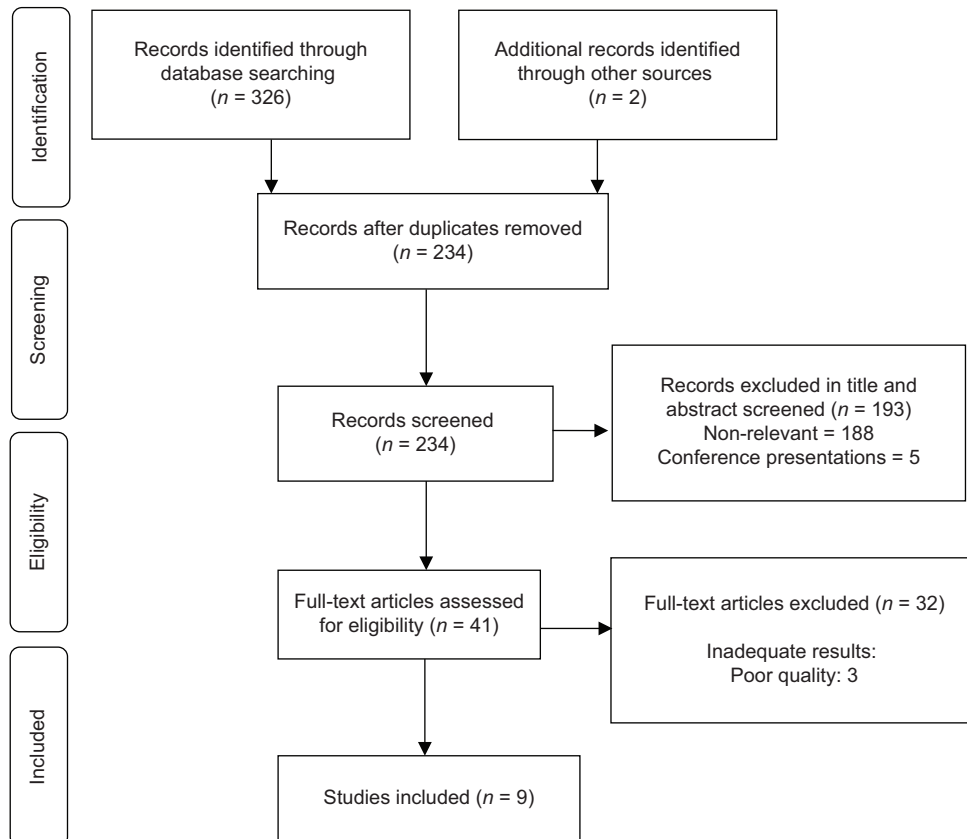 Identification
Records identified through
database searching
(n = 326)
Additional records identified
through other sources
(n = 2)
Records after duplicates removed
(n = 234)
Screening
Records screened
(n = 234)
Records excluded in title and
abstract screened (n = 193)
Non-relevant = 188
Conference presentations = 5
Eligibility
Full-text articles assessed
for eligibility (n = 41)
Full-text articles excluded (n = 32)
Inadequate results:
Poor quality: 3
Included
Studies included (n = 9)